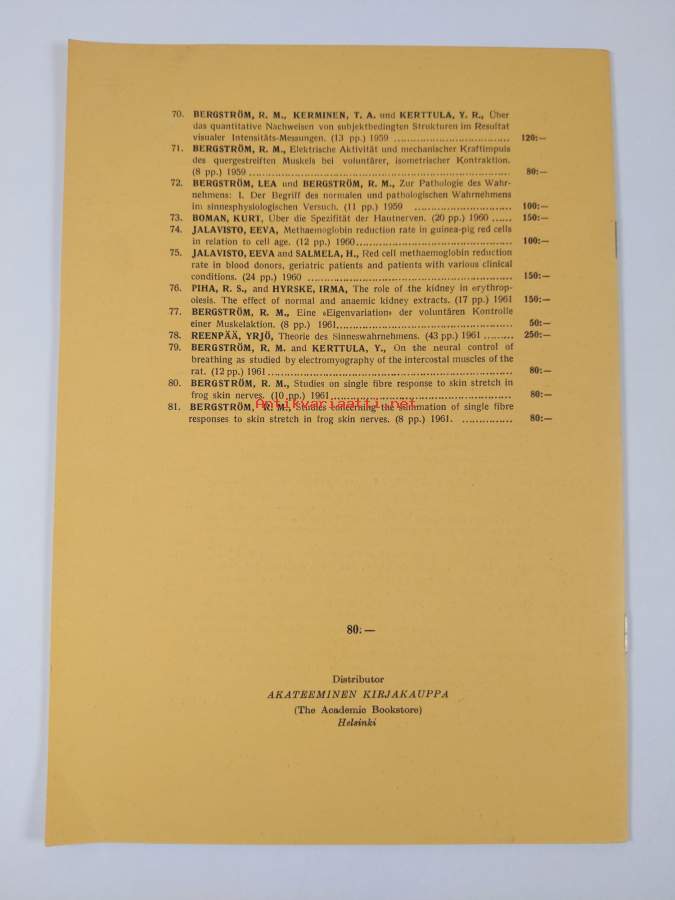 70. BERGSTRÖM, R. M., KERMINEN, T. A. und KERTTULA, Y. R., Über
das quantitative Nachweisen von subjektbedingten Strukturen im Resultat
visualer Intensitäts-Messungen. (13 pp.) 1959 ........................ 120:—
71. BERGSTRÖM, R. M., Elektrische Aktivität und mechanischer Kraftimpuls
des quergestreiften Muskels bei voluntärer, isometrischer Kontraktion.
(8 pp.) 1959 ........................ 80:—
72. BERGSTRÖM, LEA und BERGSTRÖM, R. M., Zur Pathologie des Wahr-
nehmens: I. Der Begriff des normalen und pathologischen Wahrnehmens
im sinnesphysiologischen Versuch. (11 pp.) 1959 ........................ 100:—
73. BOMAN, KURT, Über die Spezifität der Hautnerven. (20 pp.) 1960 ...... 150:—
74. JALAVISTO, EEVA, Methaemoglobin reduction rate in guinea-pig red cells
in relation to cell age. (12 pp.) 1960........................ 100:—
75. JALAVISTO, EEVA and SALMELA, H., Red cell methaemoglobin reduction
rate in blood donors, geriatric patients and patients with various clinical
conditions. (24 pp.) 1960 ........................ 150:—
76. PIHA, R. S., and HYRSKE, IRMA, The role of the kidney in erythrop-
oiesis. The effect of normal and anaemic kidney extracts. (17 pp.) 1961 150:—
77. BERGSTRÖM, R. M., Eine »Eigenvariation» der voluntären Kontrolle
einer Muskelaktion. (8 pp.) 1961........................ 50:—
78. REENPÄÄ, YRJÖ, Theorie des Sinneswahrnehmens. (43 pp.) 1961 ......... 250:—
79. BERGSTRÖM, R. M. and KERTTULA, Y., On the neural control of
breathing as studied by electromyography of the intercostal muscles of the
rat. (12 pp.) 1961........................ 80:—
80. BERGSTRÖM, R. M., Studies on single fibre response to skin stretch in
frog skin nerves. (10 pp.) 1961........................ 80:—
Antikvariaatti.net
81. BERGSTRÖM, R. M., Studies concerning the summation of single fibre
responses to skin stretch in frog skin nerves. (8 pp.) 1961. ............... 80:—
80:—
Distributor
AKATEEMINEN KIRJAKAUPPA
(The Academic Bookstore)
Helsinki